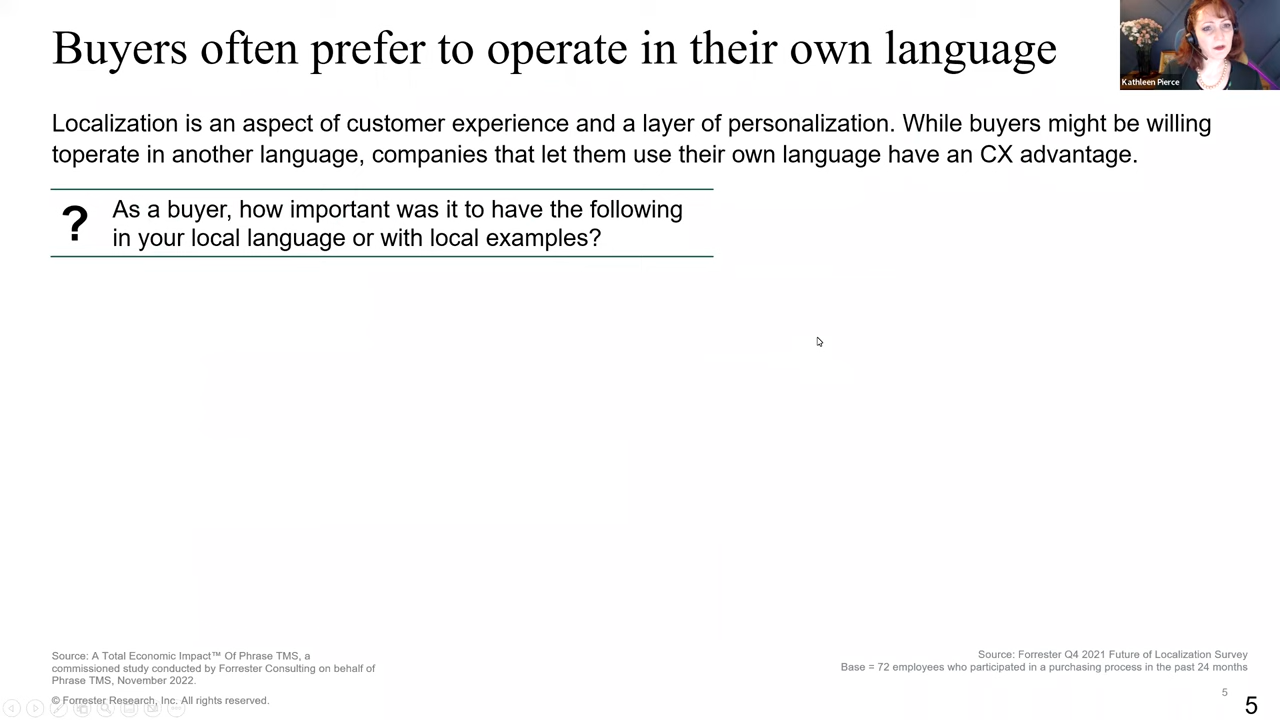 Buyers often prefer to operate in their own language
Kathleen Pierce
Localization is an aspect of customer experience and a layer of personalization. While buyers might be willing
toperate in another language, companies that let them use their own language have an CX advantage.
? As a buyer, how important was it to have the following
in your local language or with local examples?
Source: A Total Economic Impact™ Of Phrase TMS, a
commissioned study conducted by Forrester Consulting on behalf of
Phrase TMS, November 2022.
© Forrester Research, Inc. All rights reserved.
Source: Forrester Q4 2021 Future of Localization Survey
Base = 72 employees who participated in a purchasing process in the past 24 months
5
5